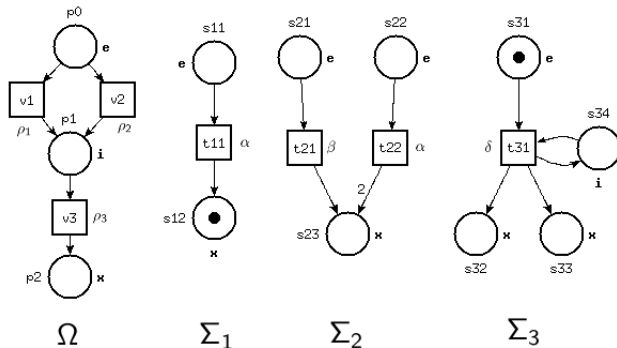 p0
e
v1
v2
ρ1
ρ2
p1
i
v3
ρ3
p2
x
Ω
s11
e
t11
α
s12
x
Σ1
s21
s22
e
e
t21
β
t22
α
2
s23
x
Σ2
s31
e
s34
δ
t31
i
x
x
s32
s33
Σ3